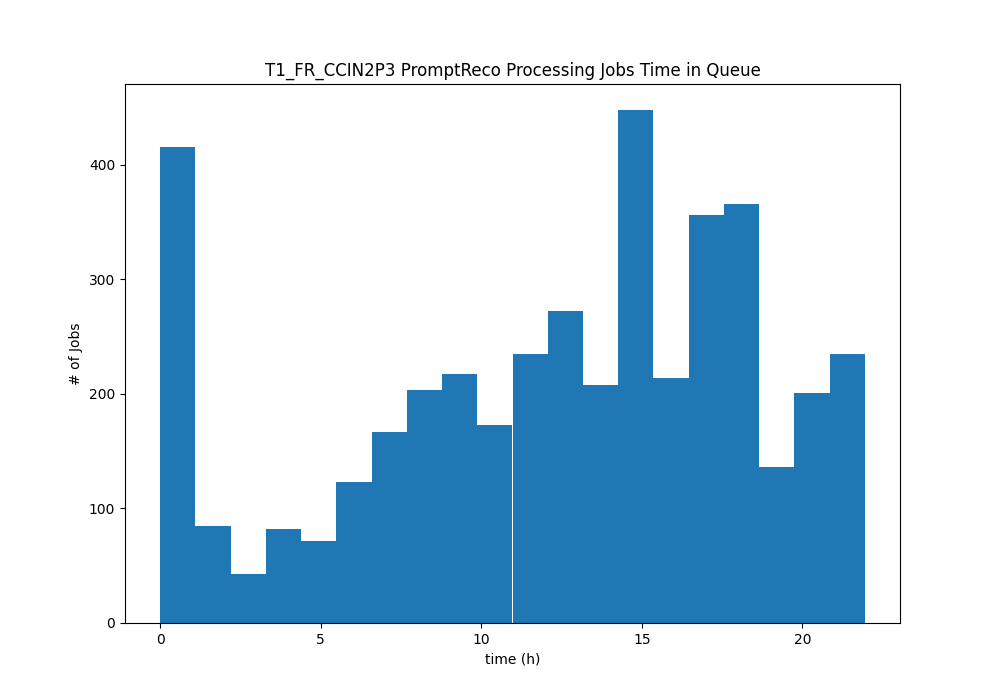 T1_FR_CCIN2P3 PromptReco Processing Jobs Time in Queue
400
300
200
100
0
# of Jobs
0 5 10 15 20
time (h)